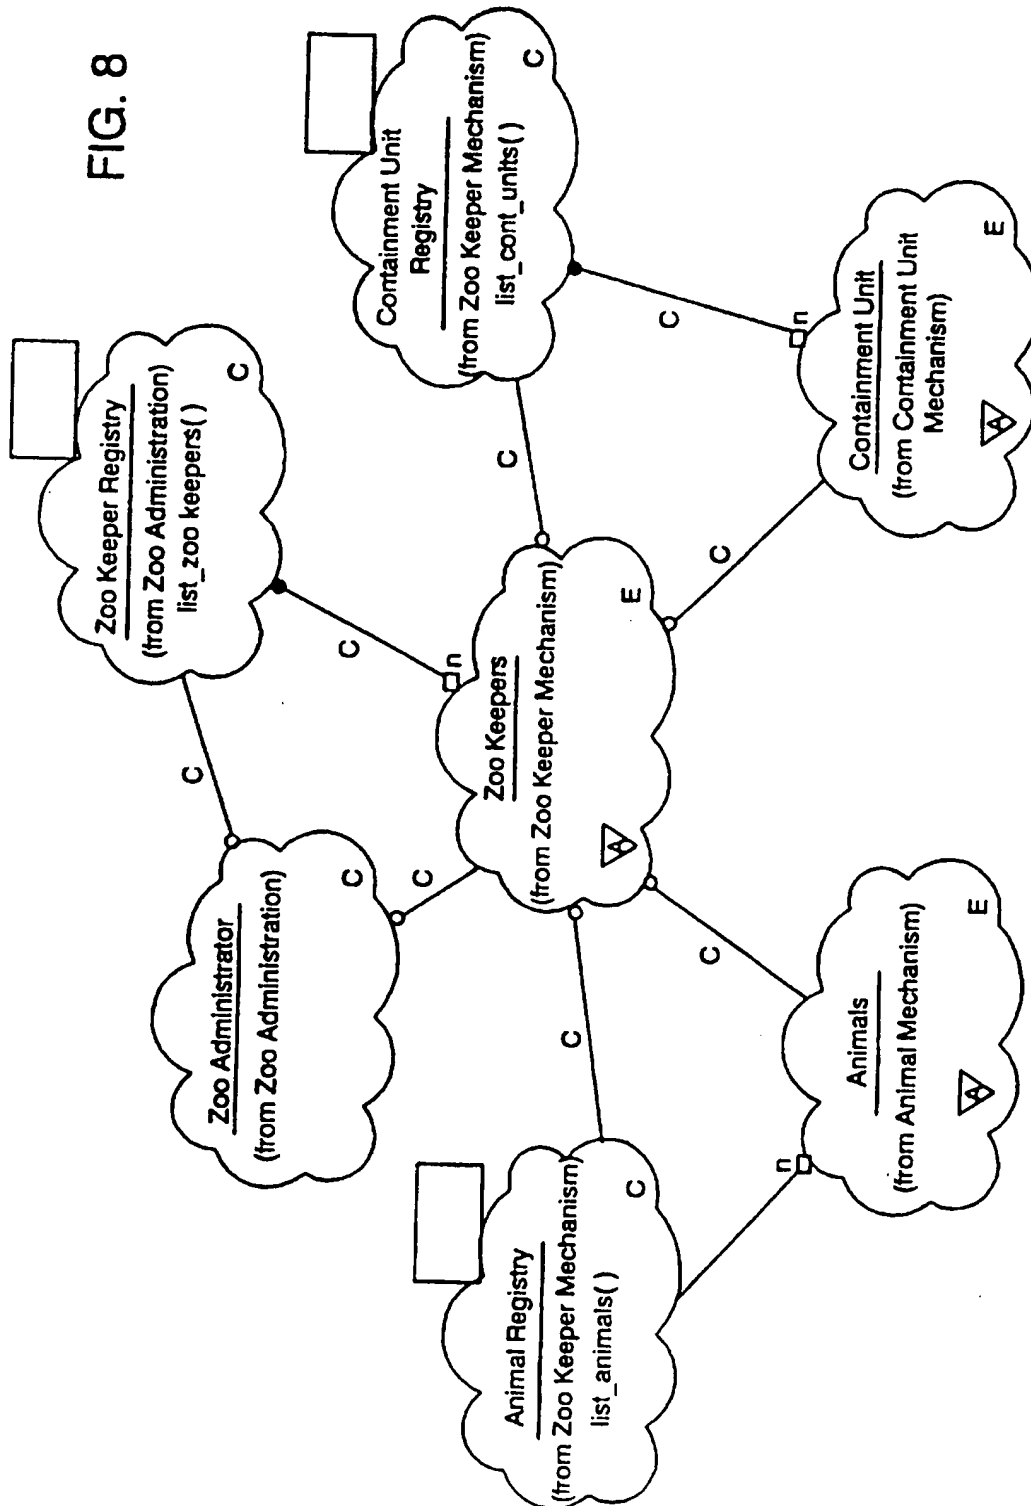 FIG. 8
Zoo Administrator
(from Zoo Administration)
C
C
Zoo Keeper Registry
(from Zoo Administration)
list_zoo keepers( )
C
C
C
n
Animal Registry
(from Zoo Keeper Mechanism)
list_animals( )
C
C
Zoo Keepers
(from Zoo Keeper Mechanism)
A
E
C
Containment Unit
Registry
(from Zoo Keeper Mechanism)
list_cont_units( )
C
C
n
C
C
n
Animals
(from Animal Mechanism)
A
E
Containment Unit
(from Containment Unit
Mechanism)
A
E